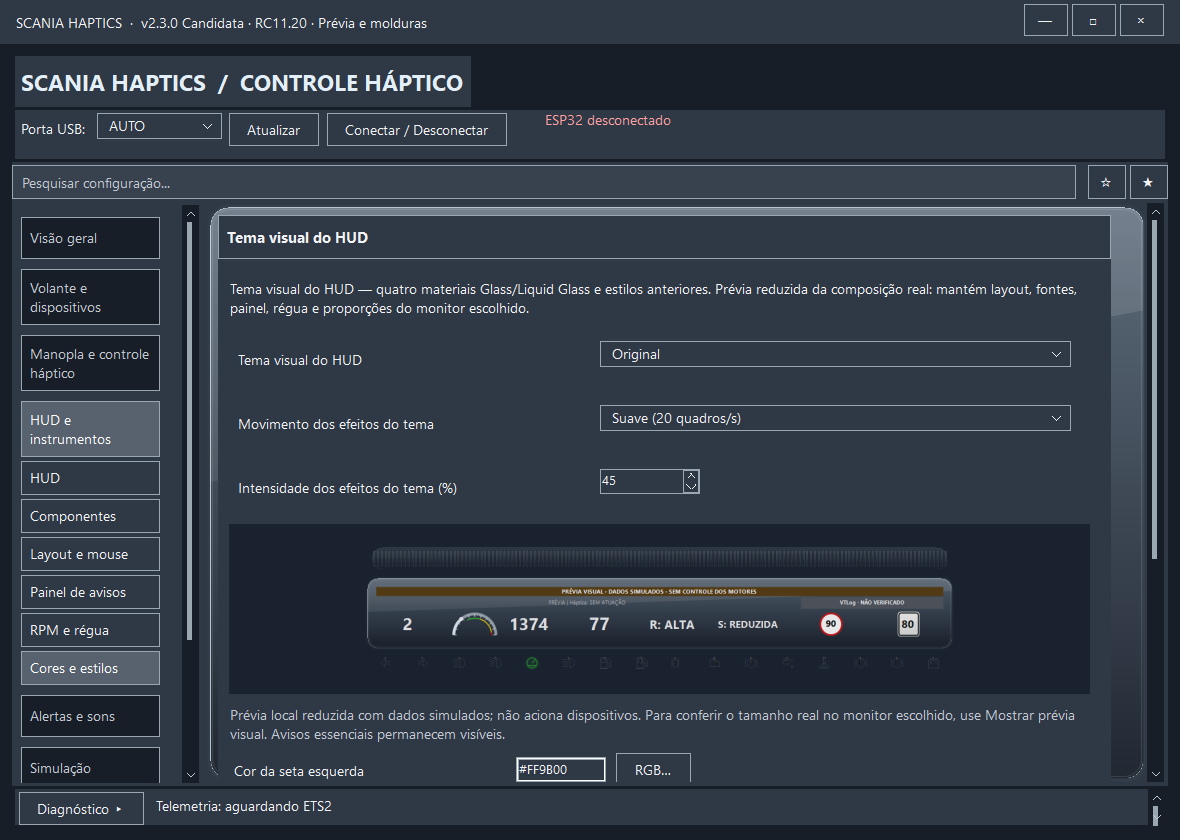 SCANIA HAPTICS · v2.3.0 Candidata · RC11.20 · Prévia e molduras
SCANIA HAPTICS / CONTROLE HÁPTICO
Porta USB:
AUTO
Atualizar
Conectar / Desconectar
ESP32 desconectado
Pesquisar configuração...
Visão geral
Volante e
dispositivos
Manopla e controle
háptico
HUD e
instrumentos
HUD
Componentes
Layout e mouse
Painel de avisos
RPM e régua
Cores e estilos
Alertas e sons
Simulação
Tema visual do HUD
Tema visual do HUD — quatro materiais Glass/Liquid Glass e estilos anteriores. Prévia reduzida da composição real: mantém layout, fontes,
painel, régua e proporções do monitor escolhido.
Tema visual do HUD
Original
Movimento dos efeitos do tema
Suave (20 quadros/s)
Intensidade dos efeitos do tema (%)
45
PRÉVIA VISUAL · DADOS SIMULADOS · SEM CONTROLE DOS MOTORES
PRÉVIA | Háptica: SEM ATUAÇÃO
VTLog · NÃO VERIFICADO
2
1374
77
R: ALTA
S: REDUZIDA
90
80
Prévia local reduzida com dados simulados; não aciona dispositivos. Para conferir o tamanho real no monitor escolhido, use Mostrar prévia
visual. Avisos essenciais permanecem visíveis.
Cor da seta esquerda
#FF9B00
RGB...
Diagnóstico
Telemetria: aguardando ETS2